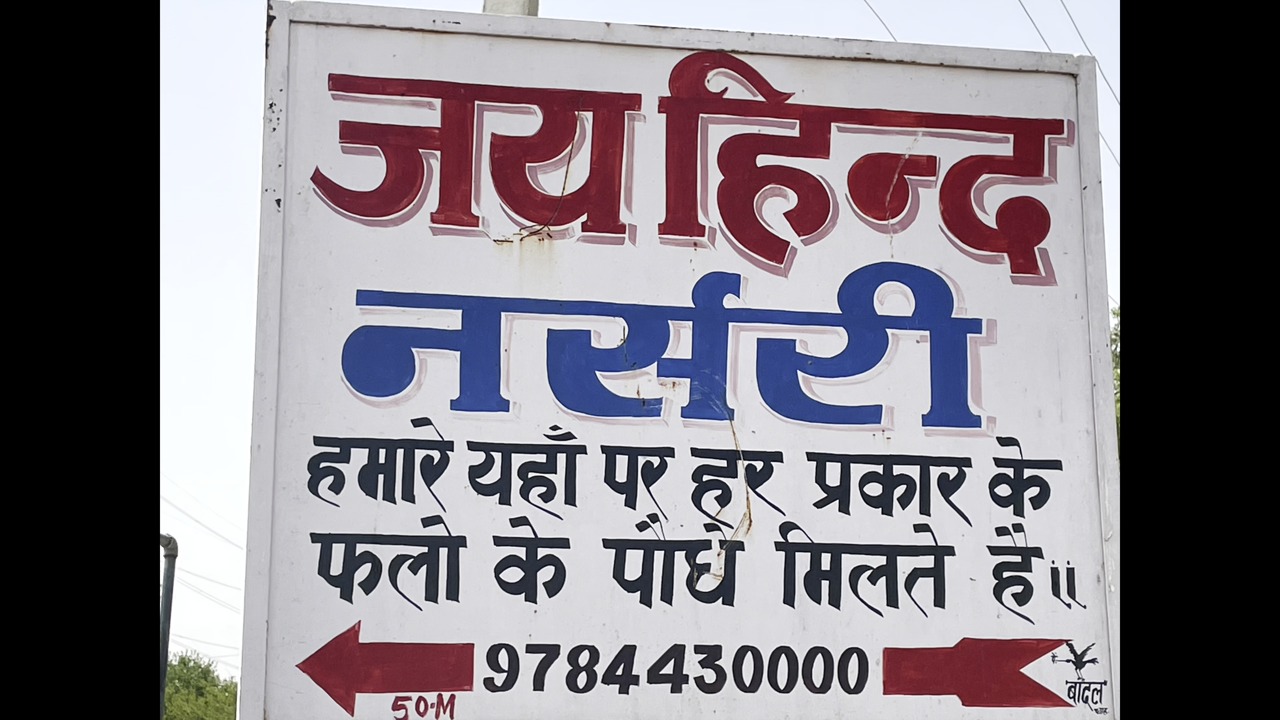 जय हिन्द
नर्सरी
हमारे यहाँ पर हर प्रकार के
फलो के पौधे मिलते है॥
9784430000
50-M
बादल